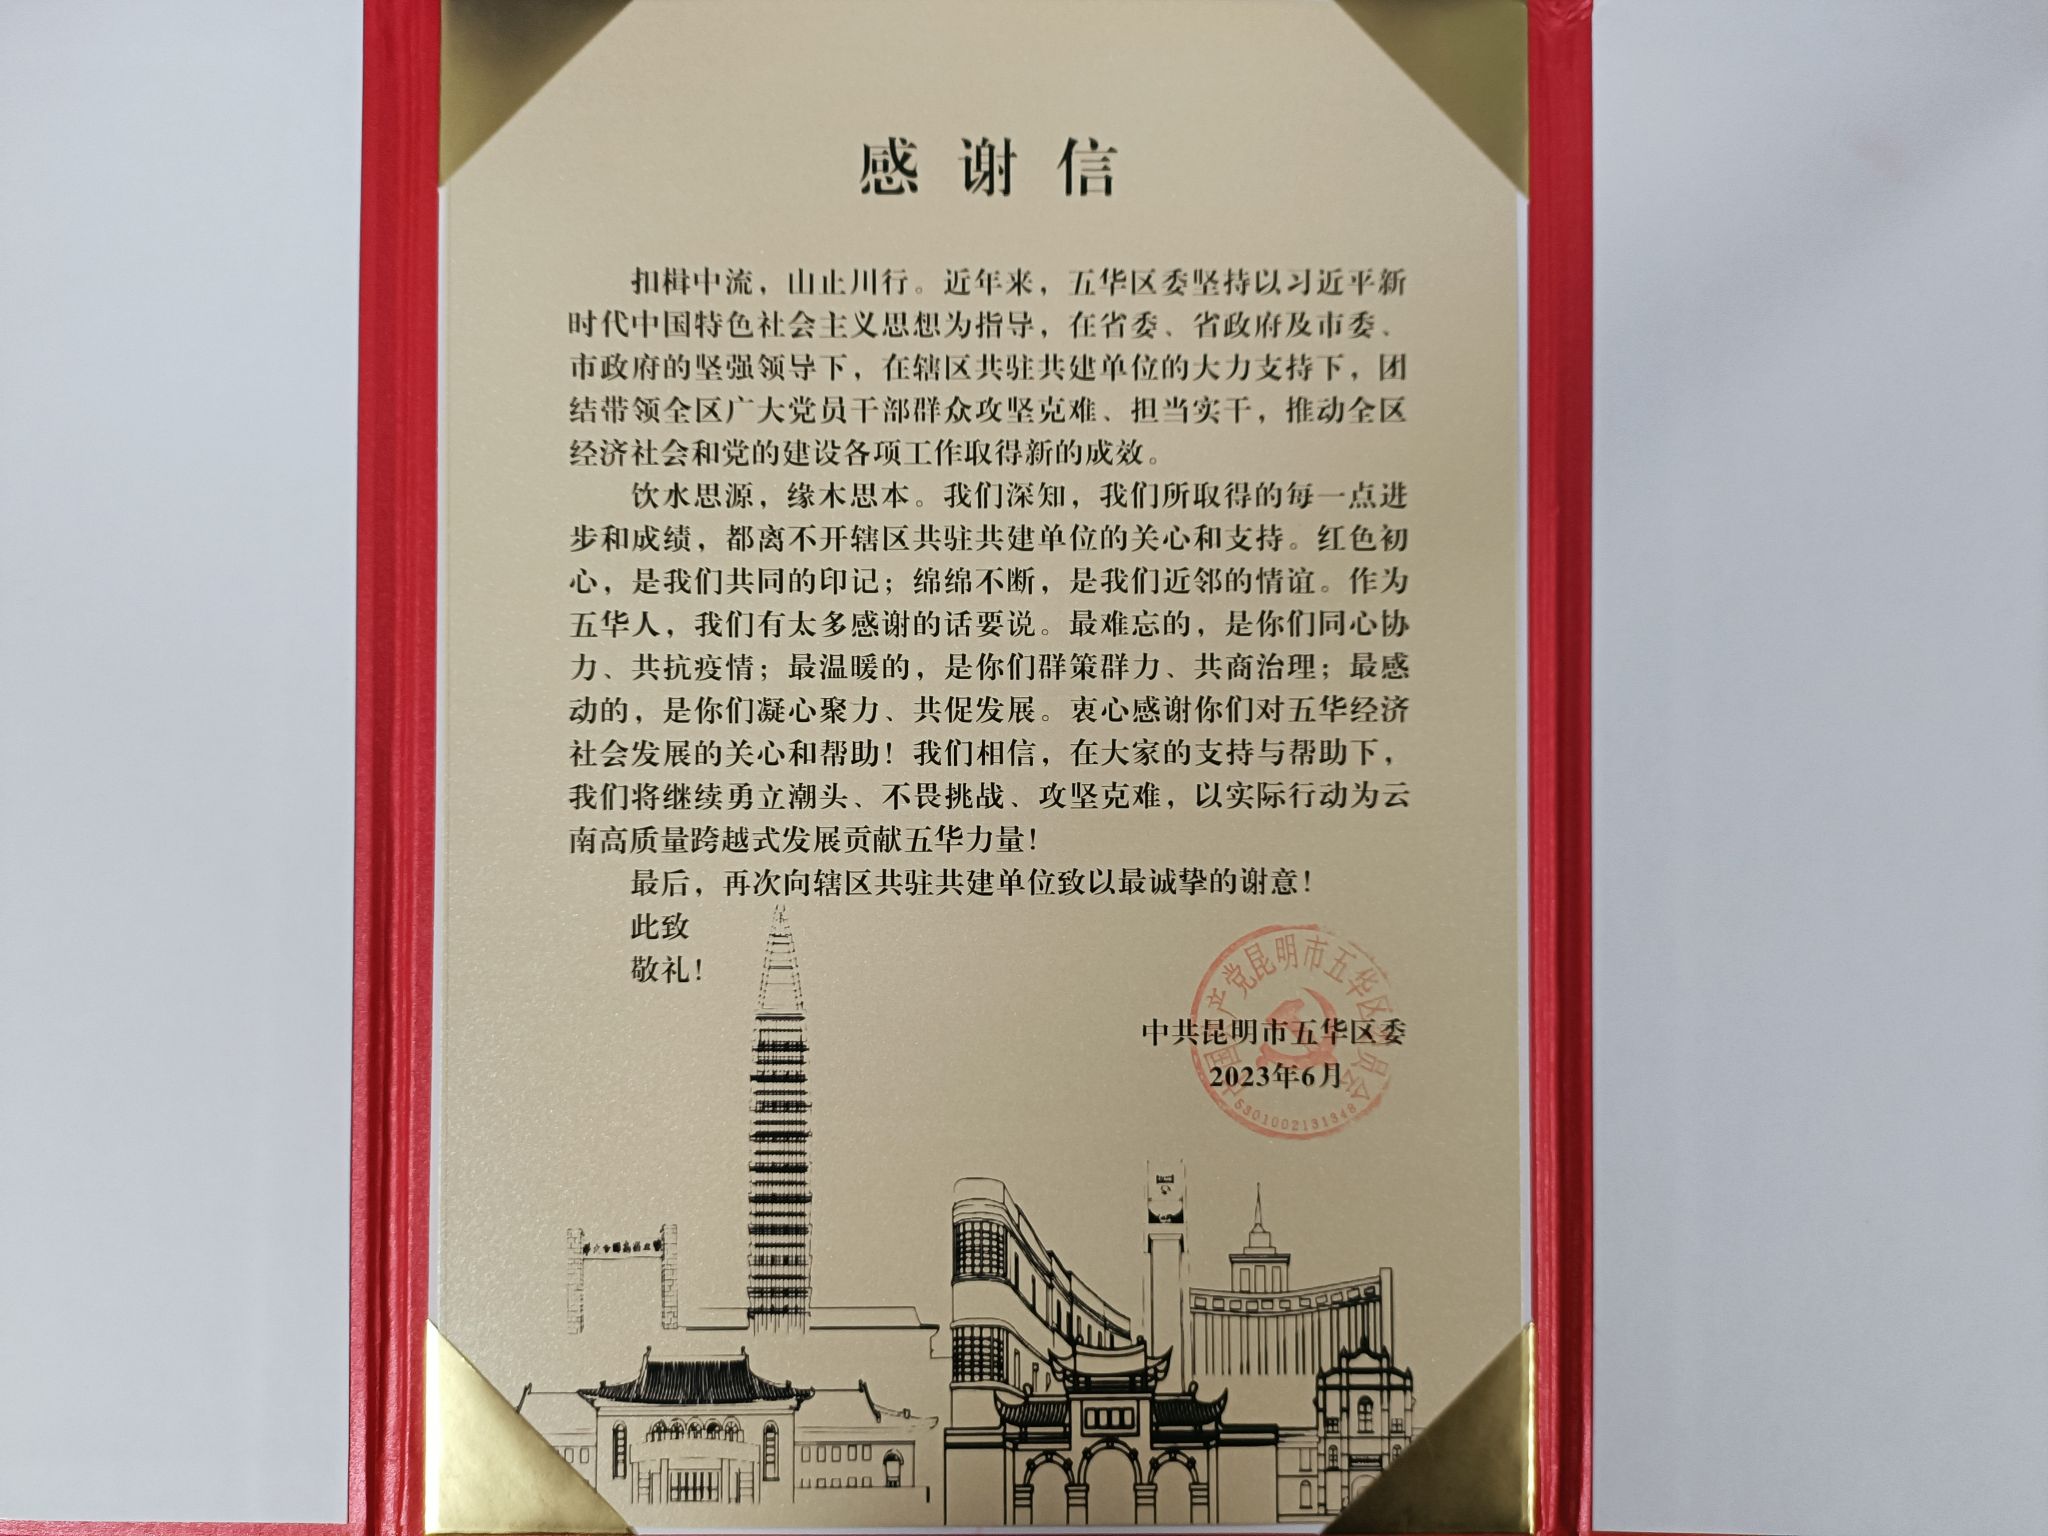 感谢信
扣楫中流，山止川行。近年来，五华区委坚持以习近平新
时代中国特色社会主义思想为指导，在省委、省政府及市委、
市政府的坚强领导下，在辖区共驻共建单位的大力支持下，团
结带领全区广大党员干部群众攻坚克难、担当实干，推动全区
经济社会和党的建设各项工作取得新的成效。
饮水思源，缘木思本。我们深知，我们所取得的每一点进
步和成绩，都离不开辖区共驻共建单位的关心和支持。红色初
心，是我们共同的印记；绵绵不断，是我们近邻的情谊。作为
五华人，我们有太多感谢的话要说。最难忘的，是你们同心协
力、共抗疫情；最温暖的，是你们群策群力、共商治理；最感
动的，是你们凝心聚力、共促发展。衷心感谢你们对五华经济
社会发展的关心和帮助！我们相信，在大家的支持与帮助下，
我们将继续勇立潮头、不畏挑战、攻坚克难，以实际行动为云
南高质量跨越式发展贡献五华力量！
最后，再次向辖区共驻共建单位致以最诚挚的谢意！
此致
敬礼！
中共昆明市五华区委
2023年6月
中国共产党昆明市五华区委员会
5301002131348